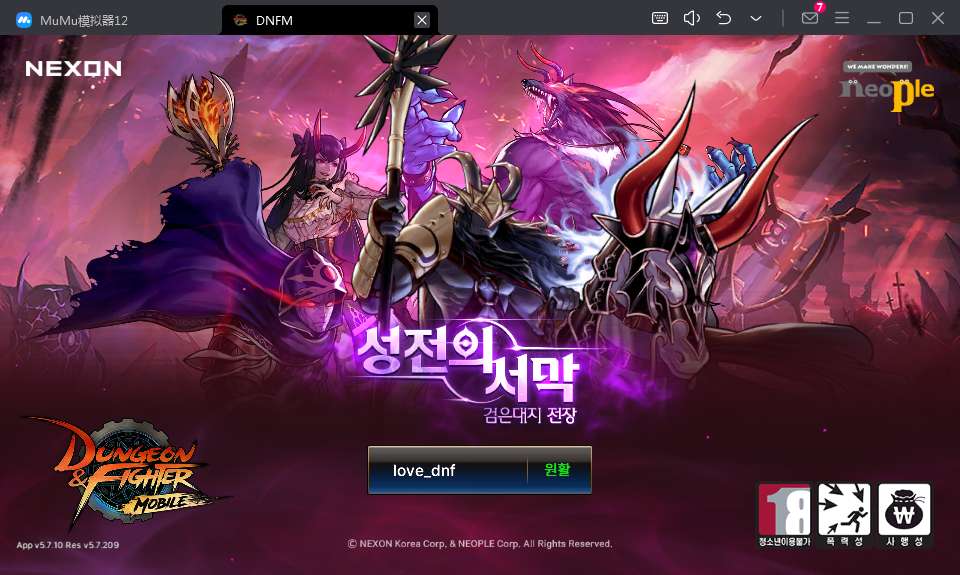 MuMu模拟器12
DNFM
7
NEXON
WE MAKE WONDERS!
neople
성전의
서막
검은대지 전장
DUNGEON
& FIGHTER
MOBILE
love_dnf 원활
18
청소년이용불가
폭력성
사행성
App v5.7.10 Res v5.7.209
Ⓒ NEXON Korea Corp. & NEOPLE Corp. All Rights Reserved.